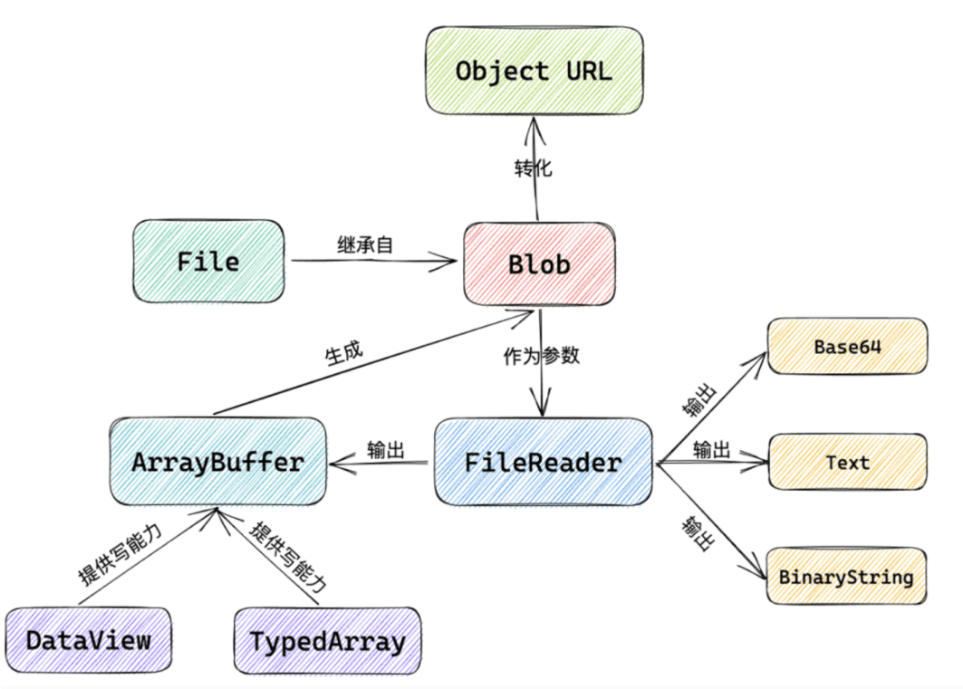 Object URL
转化
File
继承自
Blob
生成
作为参数
Base64
输出
ArrayBuffer
输出
FileReader
输出
Text
输出
BinaryString
提供写能力
提供写能力
DataView
TypedArray